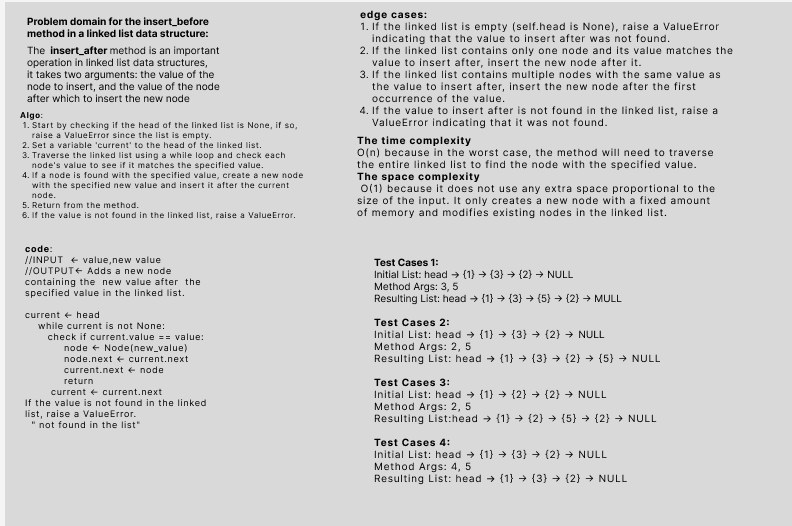 Problem domain for the insert_before
method in a linked list data structure:
The insert_after method is an important
operation in linked list data structures,
it takes two arguments: the value of the
node to insert, and the value of the node
after which to insert the new node
Algo:
1. Start by checking if the head of the linked list is None, if so,
raise a ValueError since the list is empty.
2. Set a variable 'current' to the head of the linked list.
3. Traverse the linked list using a while loop and check each
node's value to see if it matches the specified value.
4. If a node is found with the specified value, create a new node
with the specified new value and insert it after the current
node.
5. Return from the method.
6. If the value is not found in the linked list, raise a ValueError.
code:
//INPUT ← value,new value
//OUTPUT← Adds a new node
containing the new value after the
specified value in the linked list.
current ← head
while current is not None:
check if current.value == value:
node ← Node(new_value)
node.next ← current.next
current.next ← node
return
current ← current.next
If the value is not found in the linked
list, raise a ValueError.
" not found in the list"
edge cases:
1. If the linked list is empty (self.head is None), raise a ValueError
indicating that the value to insert after was not found.
2. If the linked list contains only one node and its value matches the
value to insert after, insert the new node after it.
3. If the linked list contains multiple nodes with the same value as
the value to insert after, insert the new node after the first
occurrence of the value.
4. If the value to insert after is not found in the linked list, raise a
ValueError indicating that it was not found.
The time complexity
O(n) because in the worst case, the method will need to traverse
the entire linked list to find the node with the specified value.
The space complexity
O(1) because it does not use any extra space proportional to the
size of the input. It only creates a new node with a fixed amount
of memory and modifies existing nodes in the linked list.
Test Cases 1:
Initial List: head → {1} → {3} → {2} → NULL
Method Args: 3, 5
Resulting List: head → {1} → {3} → {5} → {2} → MULL
Test Cases 2:
Initial List: head → {1} → {3} → {2} → NULL
Method Args: 2, 5
Resulting List: head → {1} → {3} → {2} → {5} → NULL
Test Cases 3:
Initial List: head → {1} → {2} → {2} → NULL
Method Args: 2, 5
Resulting List:head → {1} → {2} → {5} → {2} → NULL
Test Cases 4:
Initial List: head → {1} → {3} → {2} → NULL
Method Args: 4, 5
Resulting List: head → {1} → {3} → {2} → NULL